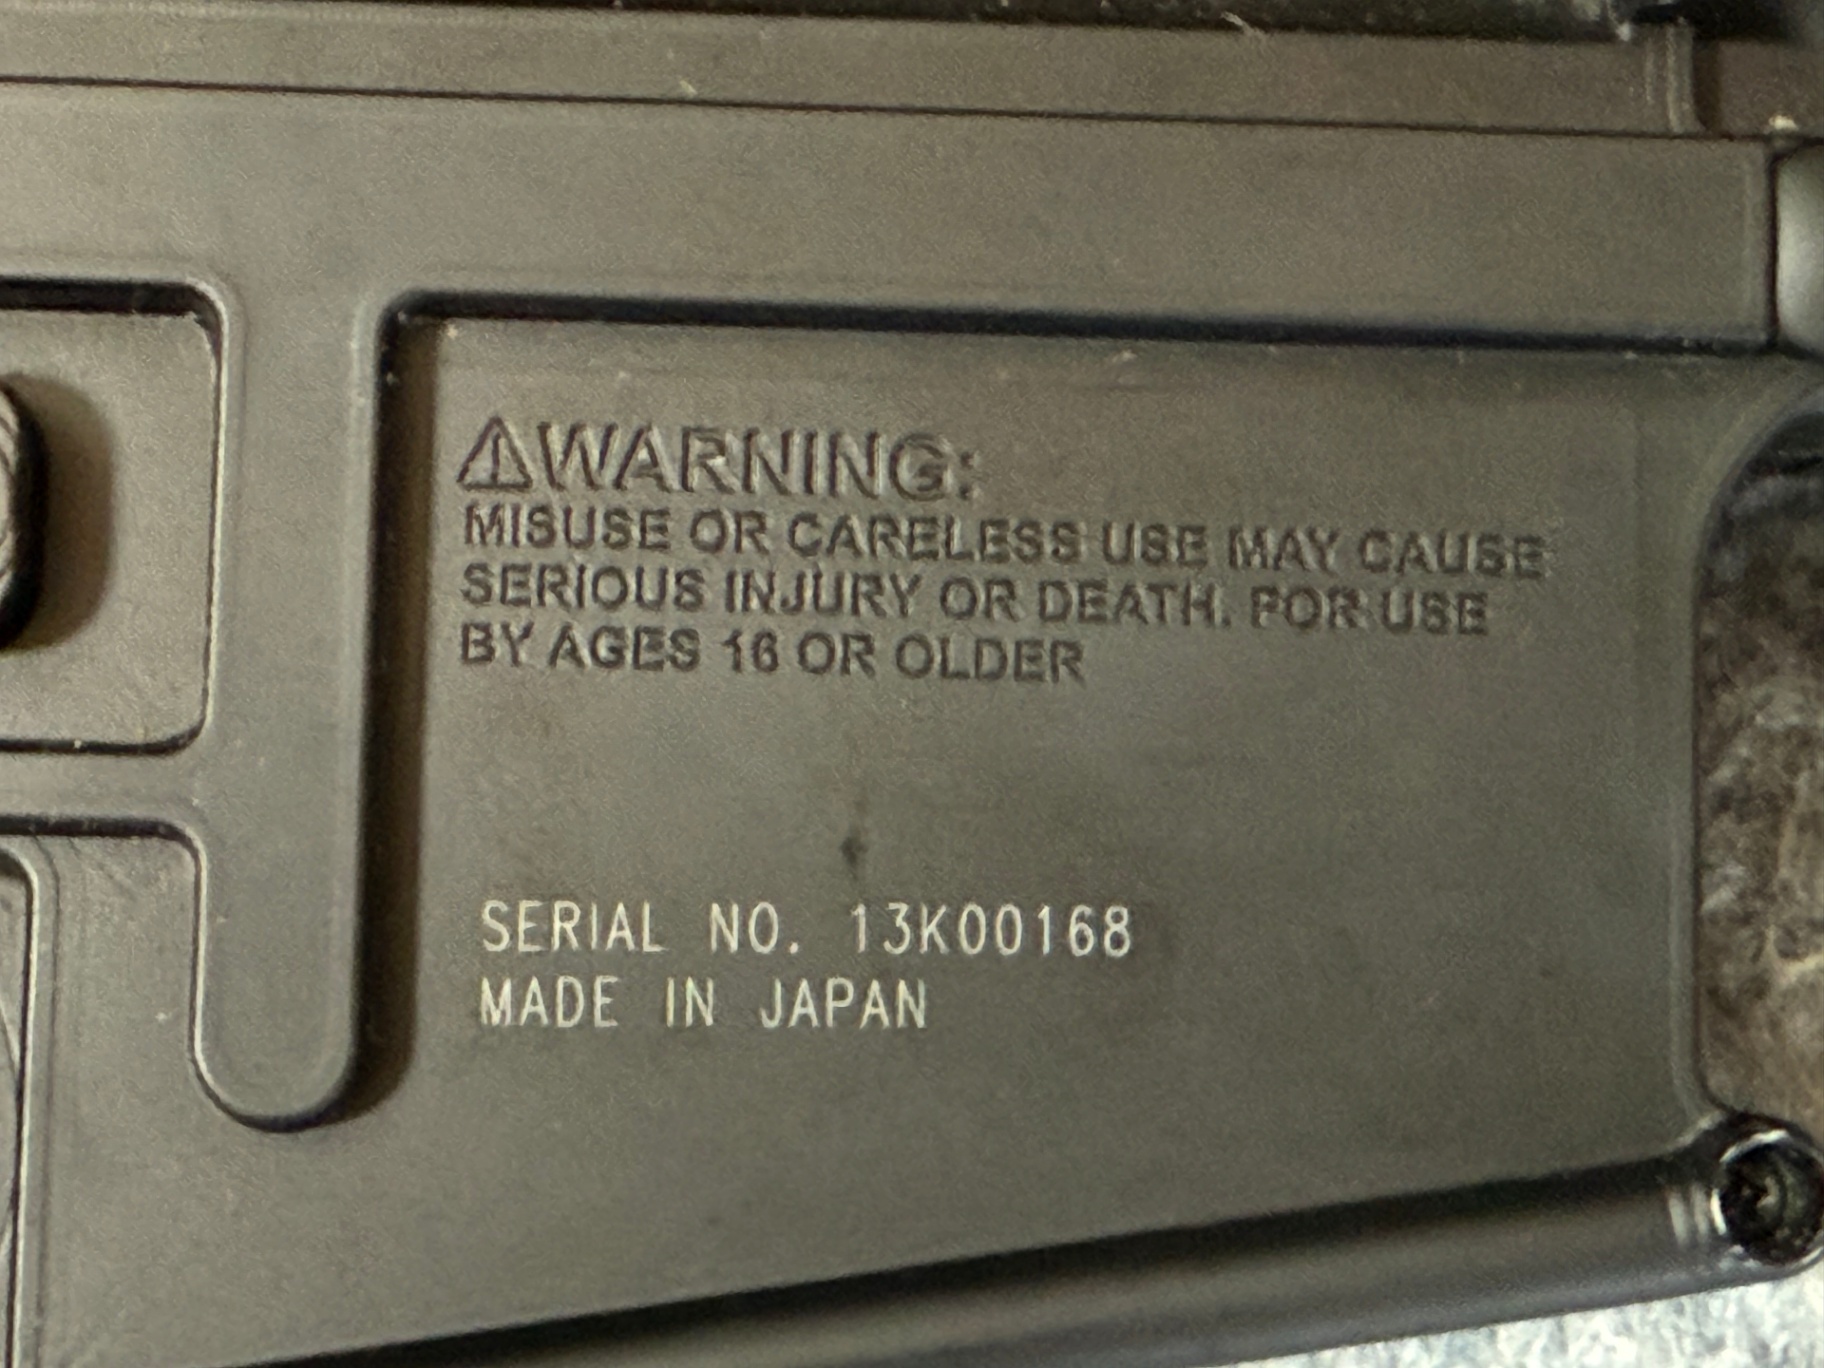 ⚠WARNING:
MISUSE OR CARELESS USE MAY CAUSE
SERIOUS INJURY OR DEATH. FOR USE
BY AGES 16 OR OLDER
SERIAL NO. 13K00168
MADE IN JAPAN